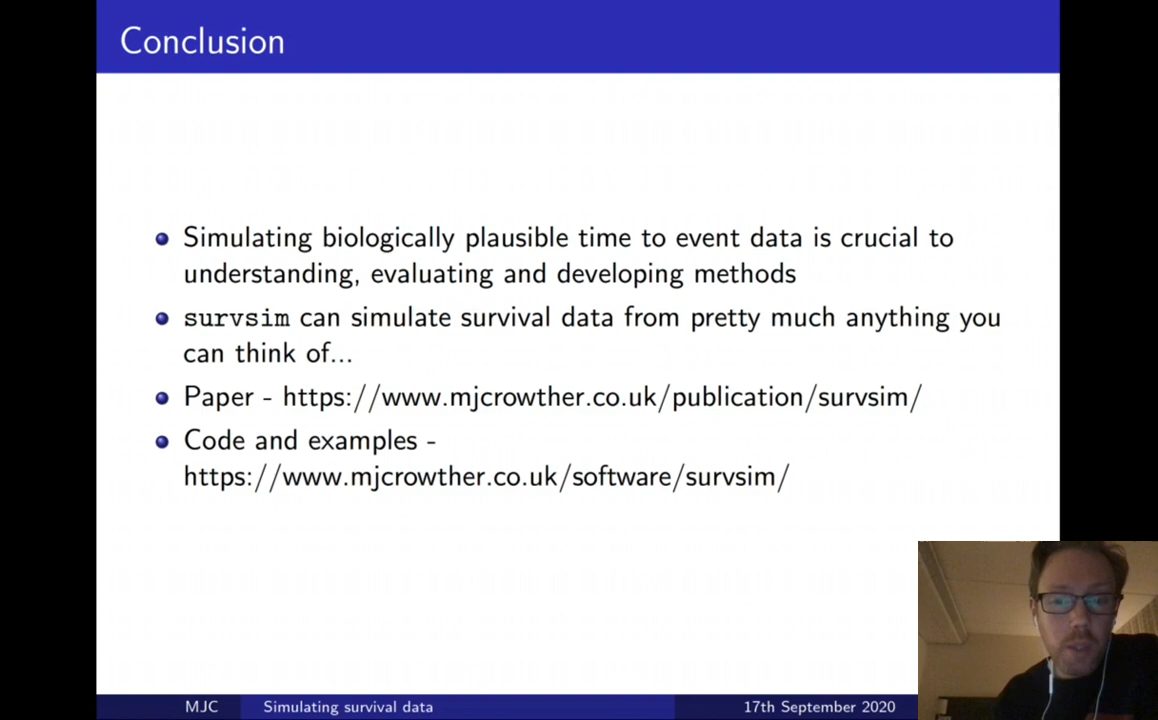 Conclusion
Simulating biologically plausible time to event data is crucial to
understanding, evaluating and developing methods
survsim can simulate survival data from pretty much anything you
can think of...
Paper - https://www.mjcrowther.co.uk/publication/survsim/
Code and examples -
https://www.mjcrowther.co.uk/software/survsim/
MJC Simulating survival data 17th September 2020